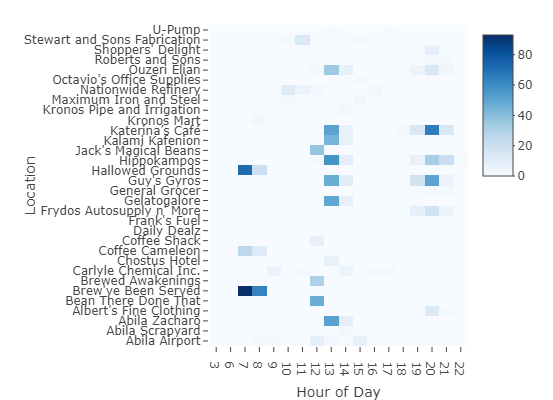 U-Pump
Stewart and Sons Fabrication
Shoppers' Delight
Roberts and Sons
Ouzeri Elian
Octavio's Office Supplies
Nationwide Refinery
Maximum Iron and Steel
Kronos Pipe and Irrigation
Kronos Mart
Katerina's Cafe
Kalami Kafenion
Jack's Magical Beans
Hippokampos
Hallowed Grounds
Guy's Gyros
General Grocer
Gelatogalore
Frydos Autosupply n' More
Frank's Fuel
Daily Dealz
Coffee Shack
Coffee Cameleon
Chostus Hotel
Carlyle Chemical Inc.
Brewed Awakenings
Brew've Been Served
Bean There Done That
Albert's Fine Clothing
Abila Zacharo
Abila Scrapyard
Abila Airport
Location
3 6 7 8 9 10 11 12 13 14 15 16 17 18 19 20 21 22
Hour of Day
80
60
40
20
0